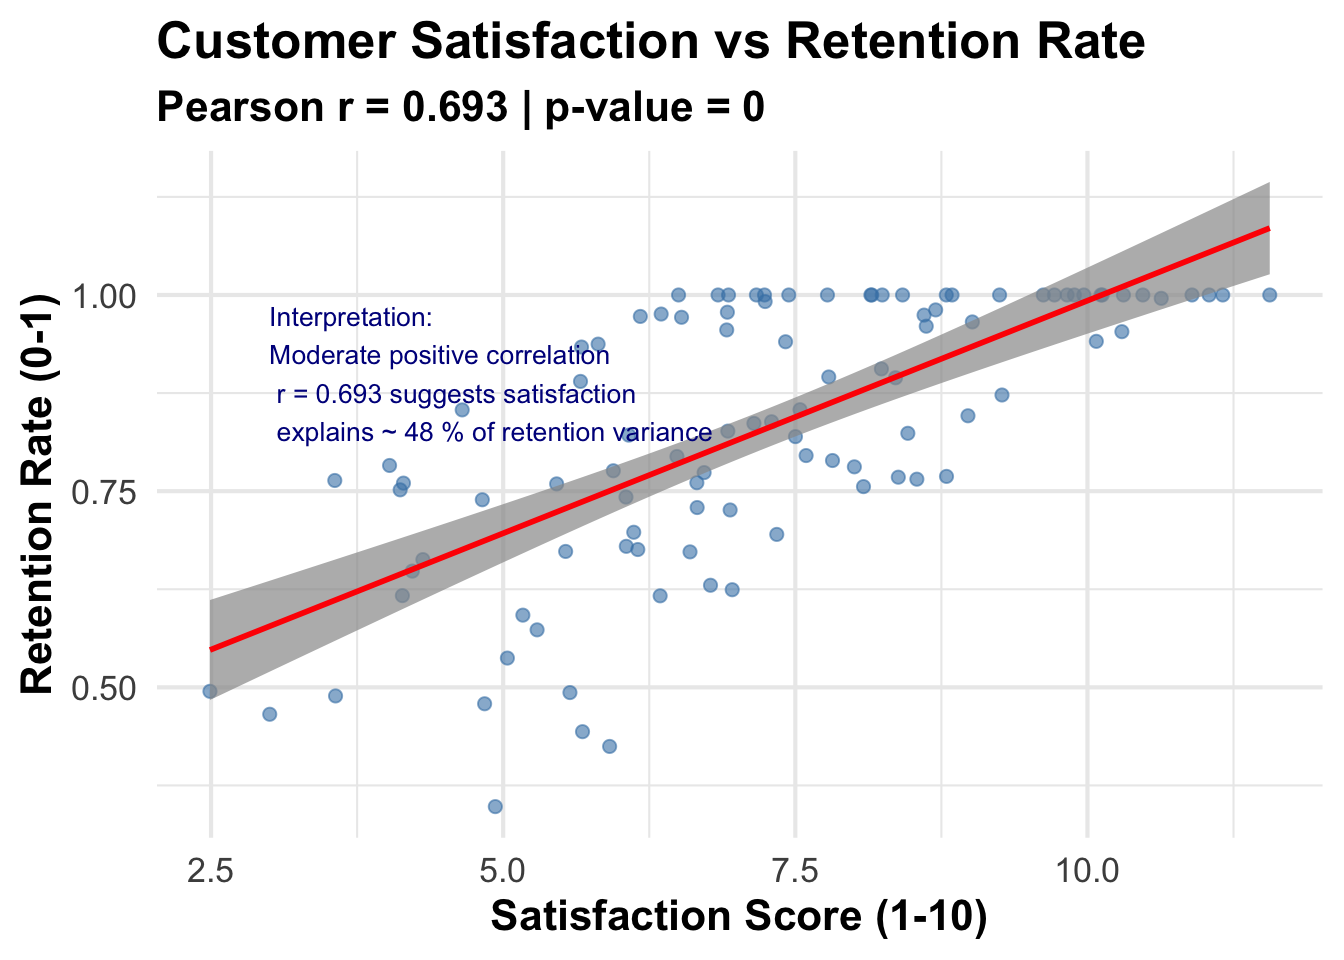 Customer Satisfaction vs Retention Rate
Pearson r = 0.693 | p-value = 0
Retention Rate (0-1)
1.00
0.75
0.50
Interpretation:
Moderate positive correlation
r = 0.693 suggests satisfaction
explains ~ 48 % of retention variance
2.5 5.0 7.5 10.0
Satisfaction Score (1-10)